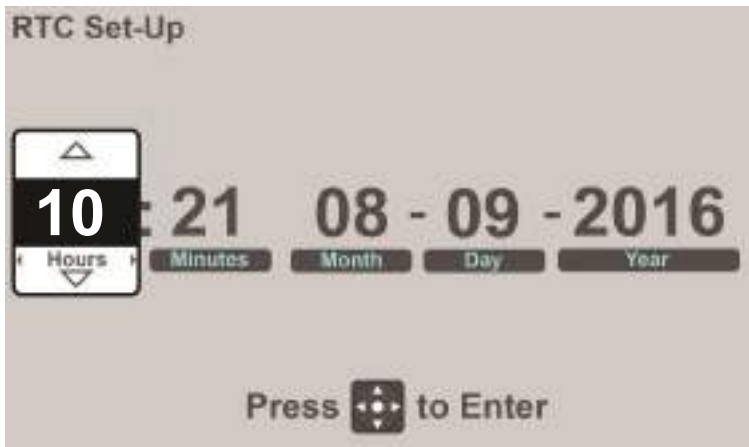 RTC Set-Up
10 : 21 08 - 09 - 2016
Hours Minutes Month Day Year
Press to Enter